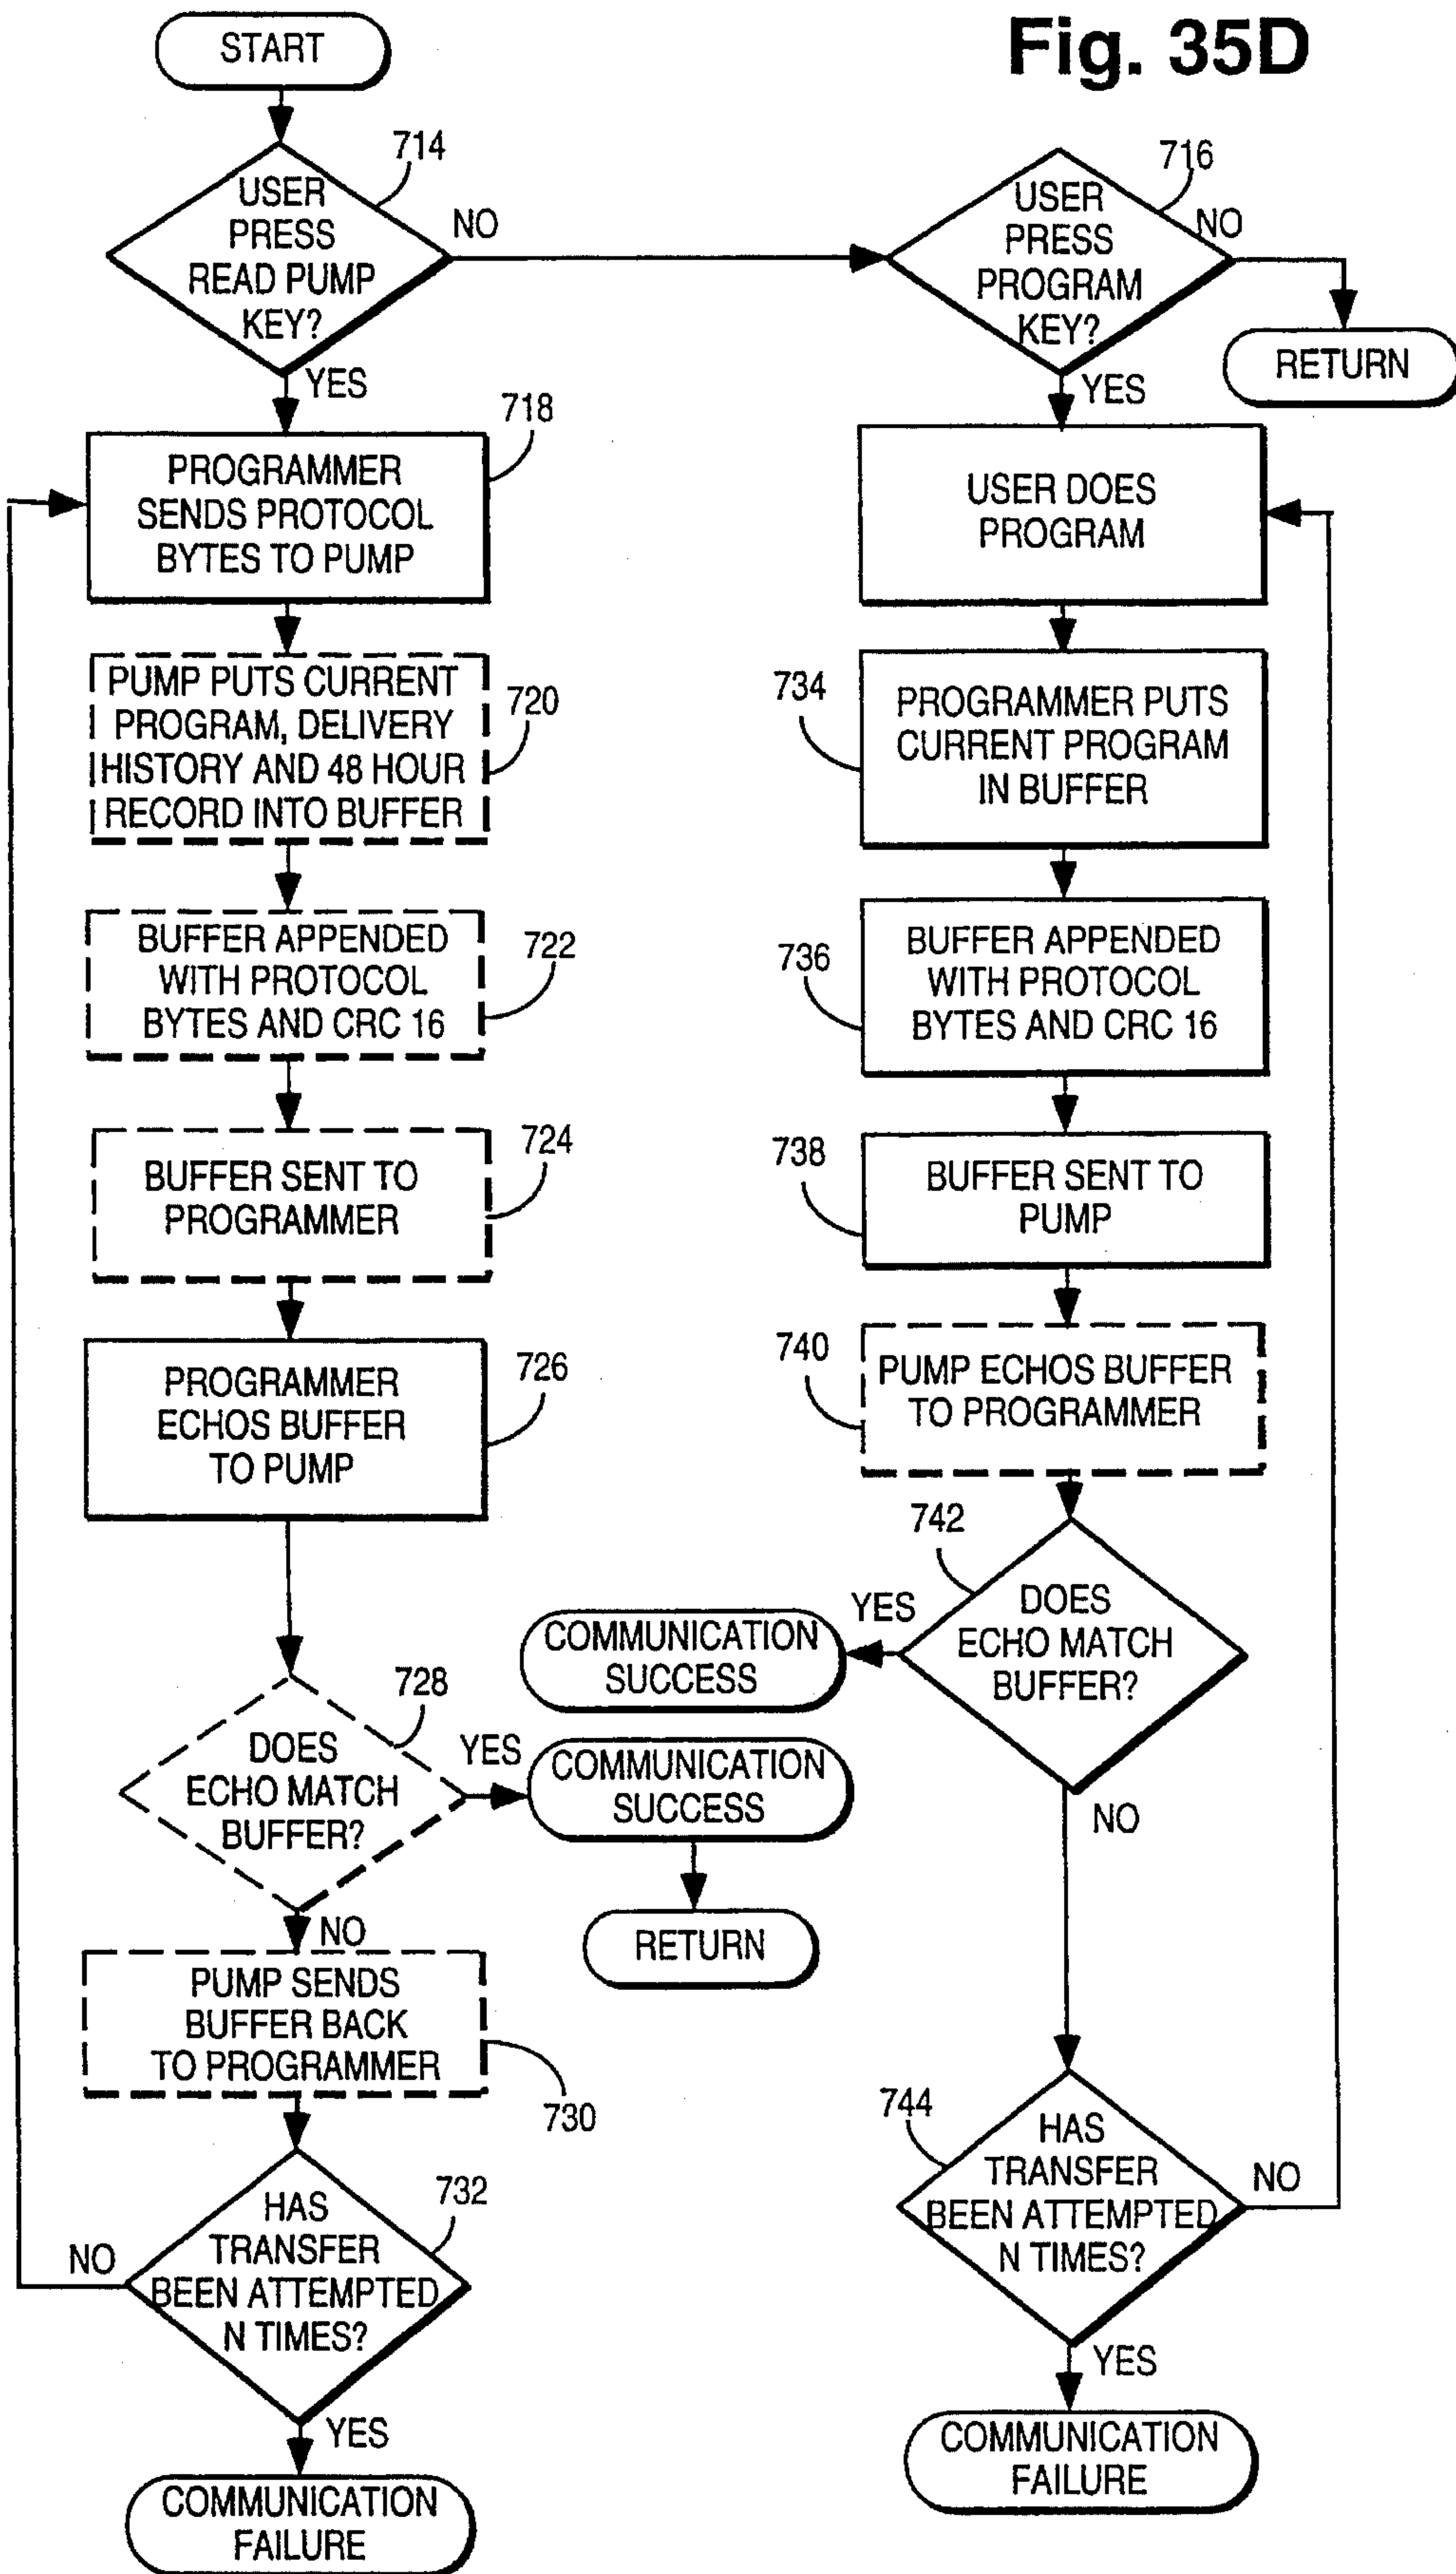 Fig. 35D
START
714
USER
PRESS
READ PUMP
KEY?
NO
YES
716
USER
PRESS
PROGRAM
KEY?
NO
RETURN
YES
718
PROGRAMMER
SENDS PROTOCOL
BYTES TO PUMP
720
PUMP PUTS CURRENT
PROGRAM, DELIVERY
HISTORY AND 48 HOUR
RECORD INTO BUFFER
722
BUFFER APPENDED
WITH PROTOCOL
BYTES AND CRC 16
724
BUFFER SENT TO
PROGRAMMER
726
PROGRAMMER
ECHOS BUFFER
TO PUMP
728
DOES
ECHO MATCH
BUFFER?
YES
COMMUNICATION
SUCCESS
RETURN
NO
PUMP SENDS
BUFFER BACK
TO PROGRAMMER
730
732
HAS
TRANSFER
BEEN ATTEMPTED
N TIMES?
NO
YES
COMMUNICATION
FAILURE
USER DOES
PROGRAM
734
PROGRAMMER PUTS
CURRENT PROGRAM
IN BUFFER
736
BUFFER APPENDED
WITH PROTOCOL
BYTES AND CRC 16
738
BUFFER SENT TO
PUMP
740
PUMP ECHOS BUFFER
TO PROGRAMMER
742
DOES
ECHO MATCH
BUFFER?
YES
COMMUNICATION
SUCCESS
NO
744
HAS
TRANSFER
BEEN ATTEMPTED
N TIMES?
NO
YES
COMMUNICATION
FAILURE